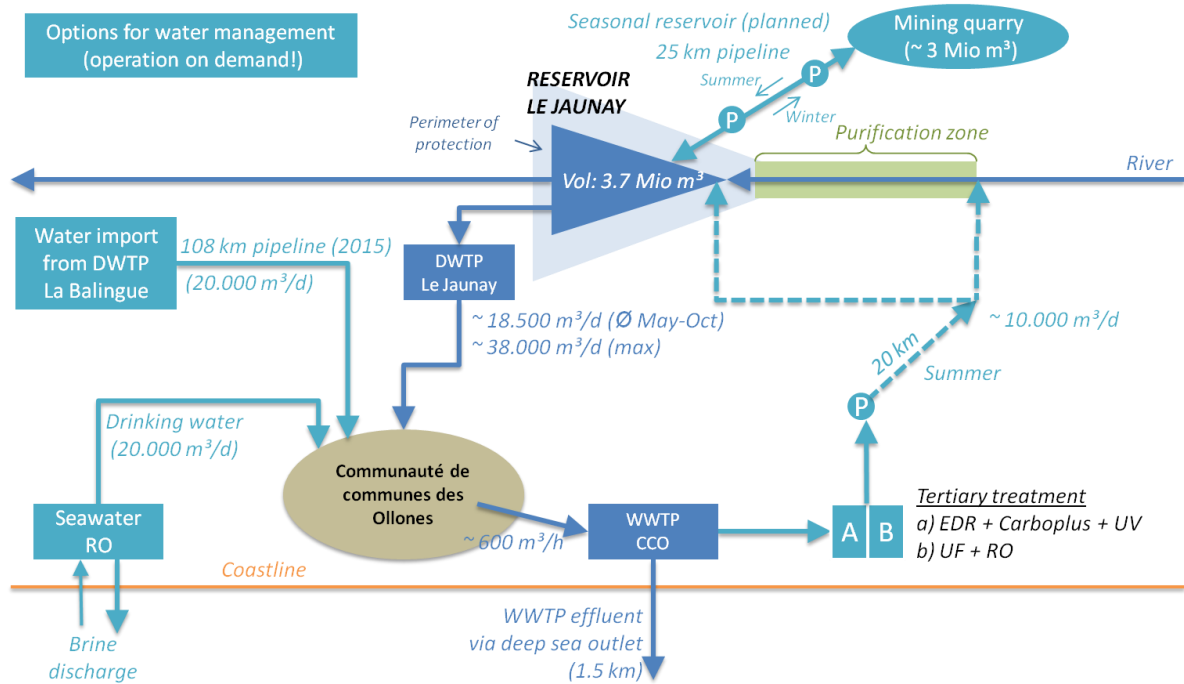 Options for water management
(operation on demand!)
Seasonal reservoir (planned)
25 km pipeline
Mining quarry
(~ 3 Mio m³)
P
Summer
P
Winter
RESERVOIR
LE JAUNAY
Perimeter of
protection
Purification zone
Vol: 3.7 Mio m³
River
Water import
from DWTP
La Balingue
108 km pipeline (2015)
(20.000 m³/d)
DWTP
Le Jaunay
~ 18.500 m³/d (Ø May-Oct)
~ 38.000 m³/d (max)
~ 10.000 m³/d
20 km
Summer
P
Drinking water
(20.000 m³/d)
Communauté de
communes des
Ollones
Seawater
RO
~ 600 m³/h
WWTP
CCO
A
B
Tertiary treatment
a) EDR + Carboplus + UV
b) UF + RO
Coastline
Brine
discharge
WWTP effluent
via deep sea outlet
(1.5 km)